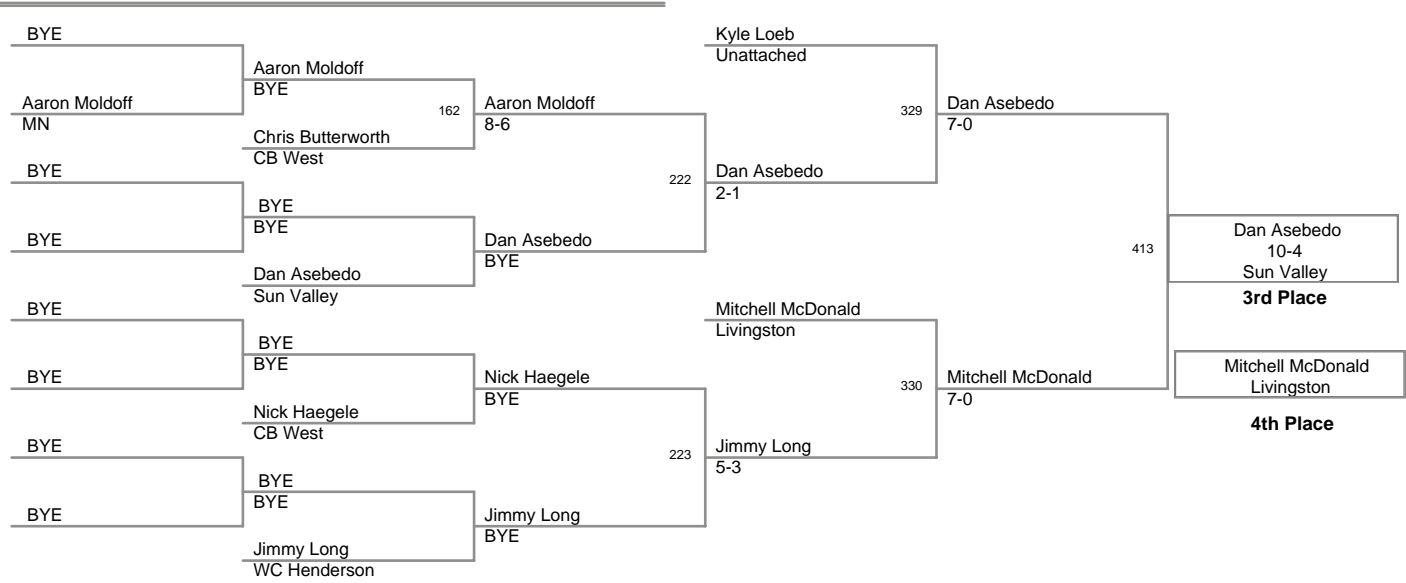 BYE
Aaron Moldoff
MN
BYE
BYE
BYE
BYE
BYE
BYE
Aaron Moldoff
BYE
Chris Butterworth
CB West
BYE
BYE
Dan Asebedo
Sun Valley
BYE
BYE
Nick Haegele
CB West
BYE
BYE
Jimmy Long
WC Henderson
162
Aaron Moldoff
8-6
Dan Asebedo
BYE
Nick Haegele
BYE
Jimmy Long
BYE
Kyle Loeb
Unattached
222
Dan Asebedo
2-1
Mitchell McDonald
Livingston
223
Jimmy Long
5-3
329
Dan Asebedo
7-0
330
Mitchell McDonald
7-0
413
Dan Asebedo
10-4
Sun Valley
3rd Place
Mitchell McDonald
Livingston
4th Place